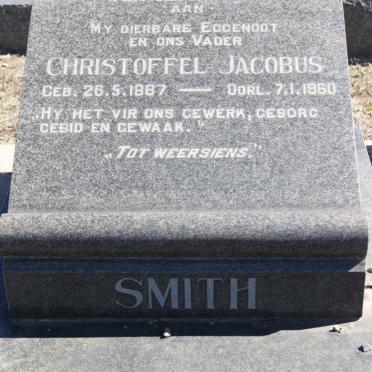 AAN
MY DIERBARE EGGENOOT
EN ONS VADER
CHRISTOFFEL JACOBUS
GEB. 26.5.1887 — OORL. 7.1.1960
„HY HET VIR ONS GEWERK, GESORG
GEBID EN GEWAAK."
„TOT WEERSIENS."
SMITH